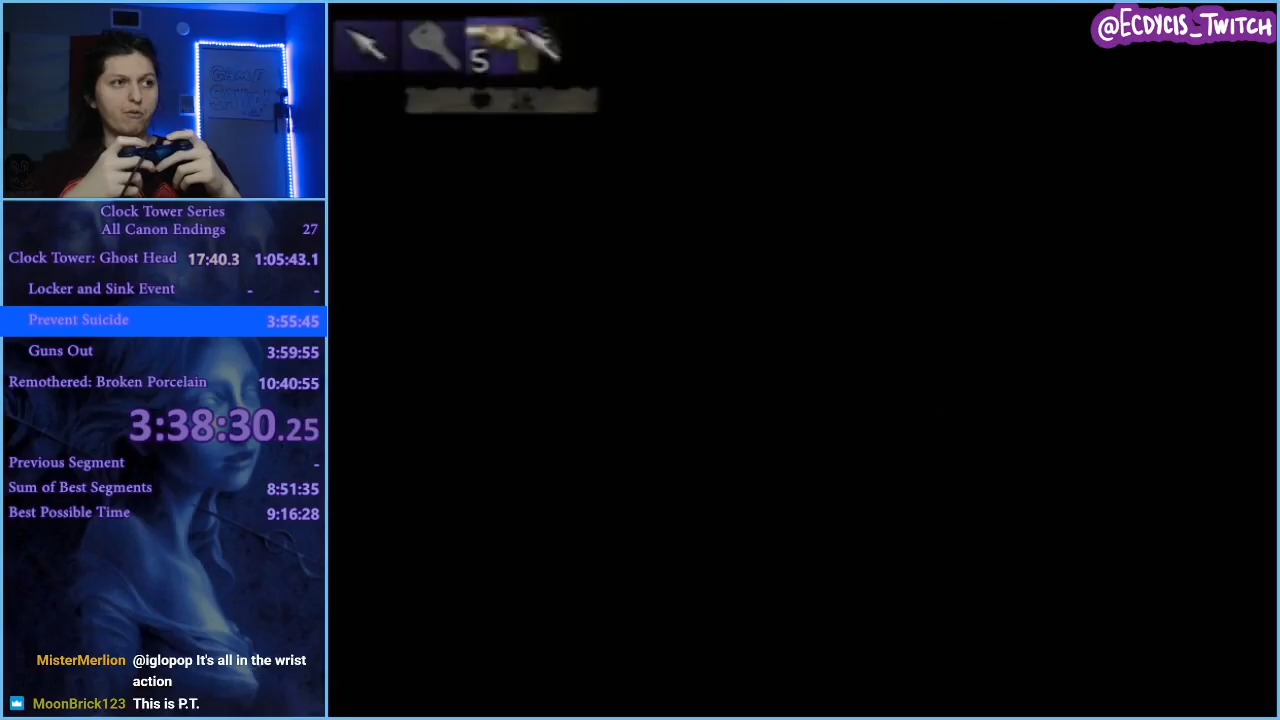 @ECDYCIS_TWITCH
5
Clock Tower Series
All Canon Endings 27
Clock Tower: Ghost Head 17:40.3 1:05:43.1
Locker and Sink Event - -
Prevent Suicide 3:55:45
Guns Out 3:59:55
Remothered: Broken Porcelain 10:40:55
3:38:30.25
Previous Segment -
Sum of Best Segments 8:51:35
Best Possible Time 9:16:28
MisterMerlion @iglopop It's all in the wrist
action
MoonBrick123 This is P.T.